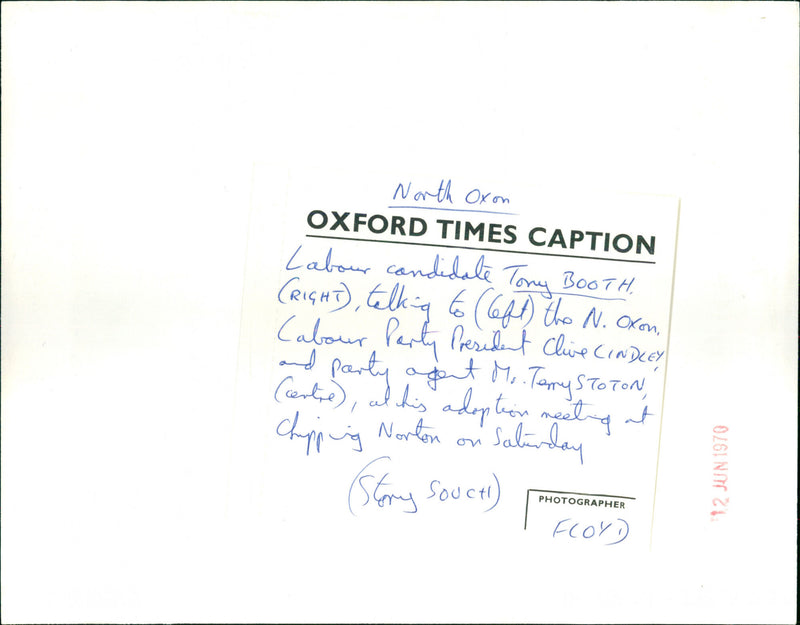 North Oxon
OXFORD TIMES CAPTION
Labour candidate Tony BOOTH
(RIGHT), talking to (left) the N. Oxon.
Labour Party President Clive LINDLEY,
and party agent Mr. Terry STOTON,
(centre), at his adoption meeting at
Chipping Norton on Saturday
(Story SOUCH)
PHOTOGRAPHER
FLOYD
12 JUN 1970